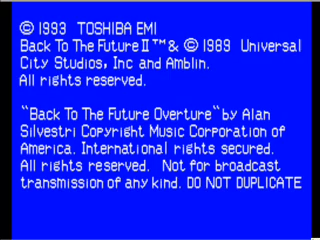 © 1993 TOSHIBA EMI
Back To The Future II ™ & © 1989 Universal
City Studios, Inc and Amblin.
All rights reserved.
“Back To The Future Overture“ by Alan
Silvestri Copyright Music Corporation of
America. International rights secured.
All rights reserved. Not for broadcast
transmission of any kind. DO NOT DUPLICATE